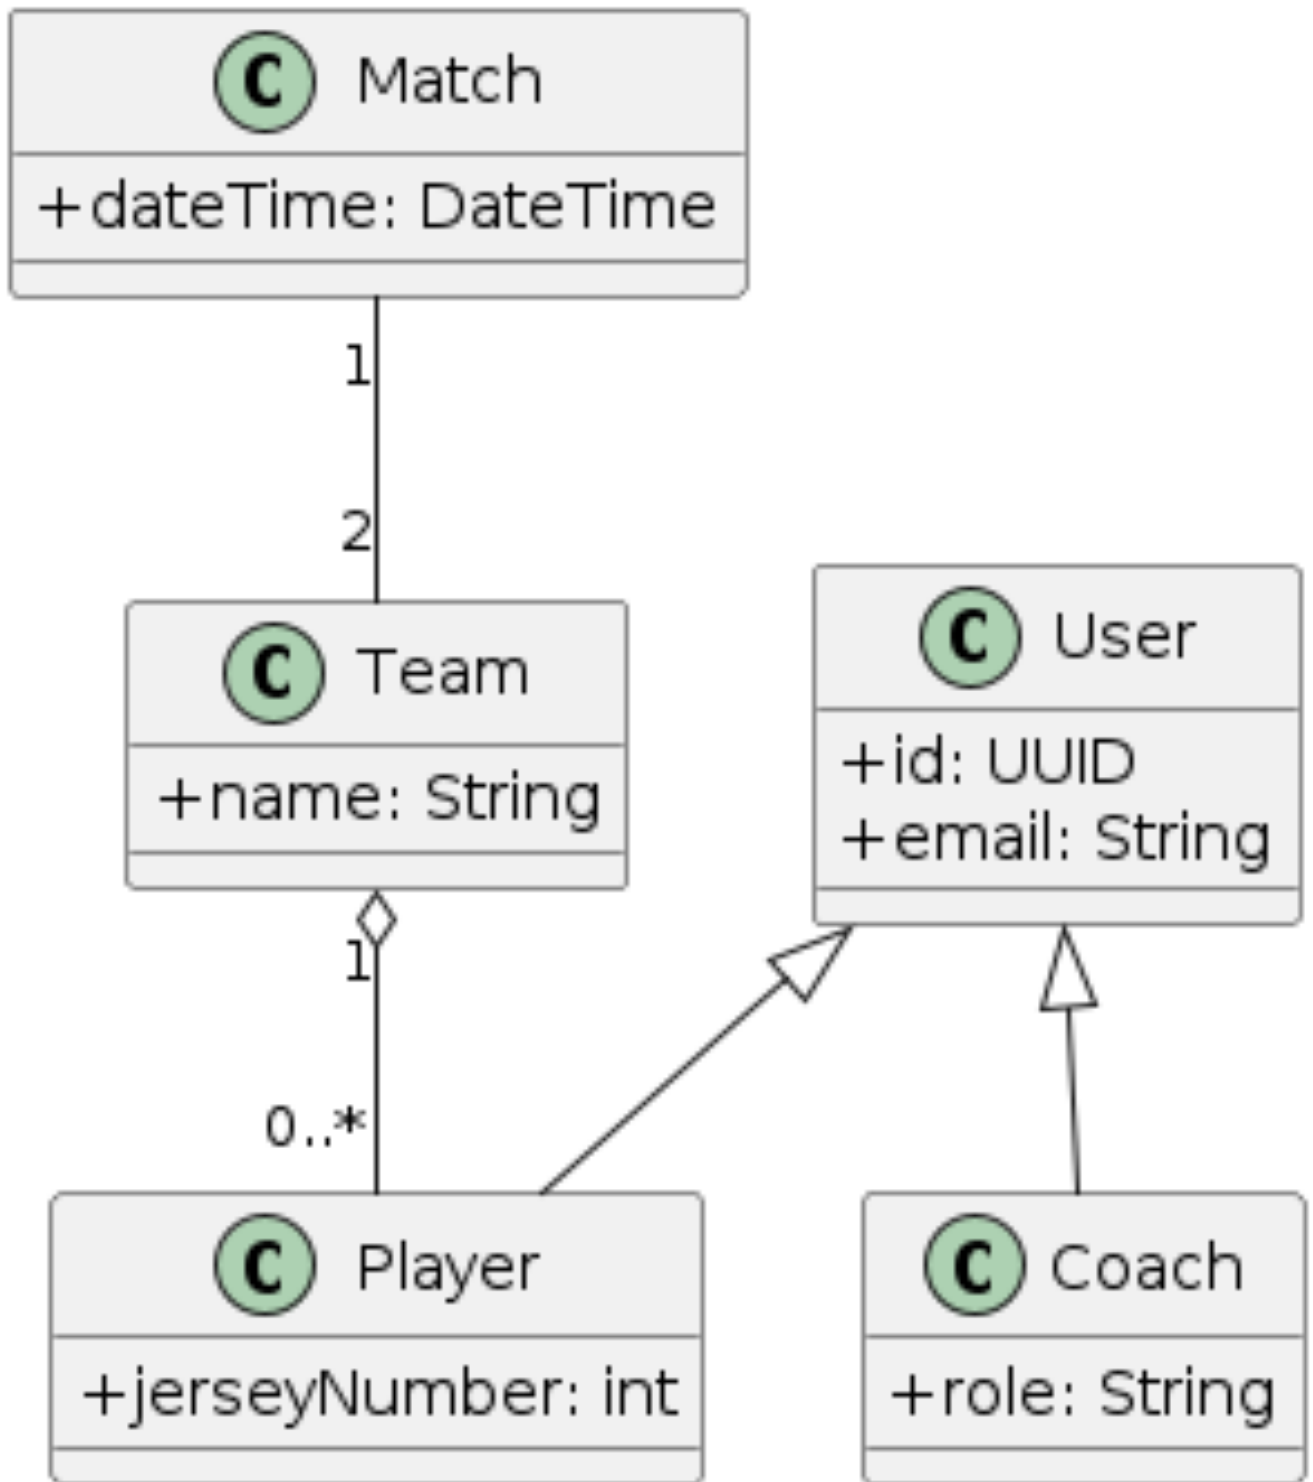 C Match
+dateTime: DateTime
1
2
C Team
+name: String
C User
+id: UUID
+email: String
1
0..*
C Player
+jerseyNumber: int
C Coach
+role: String